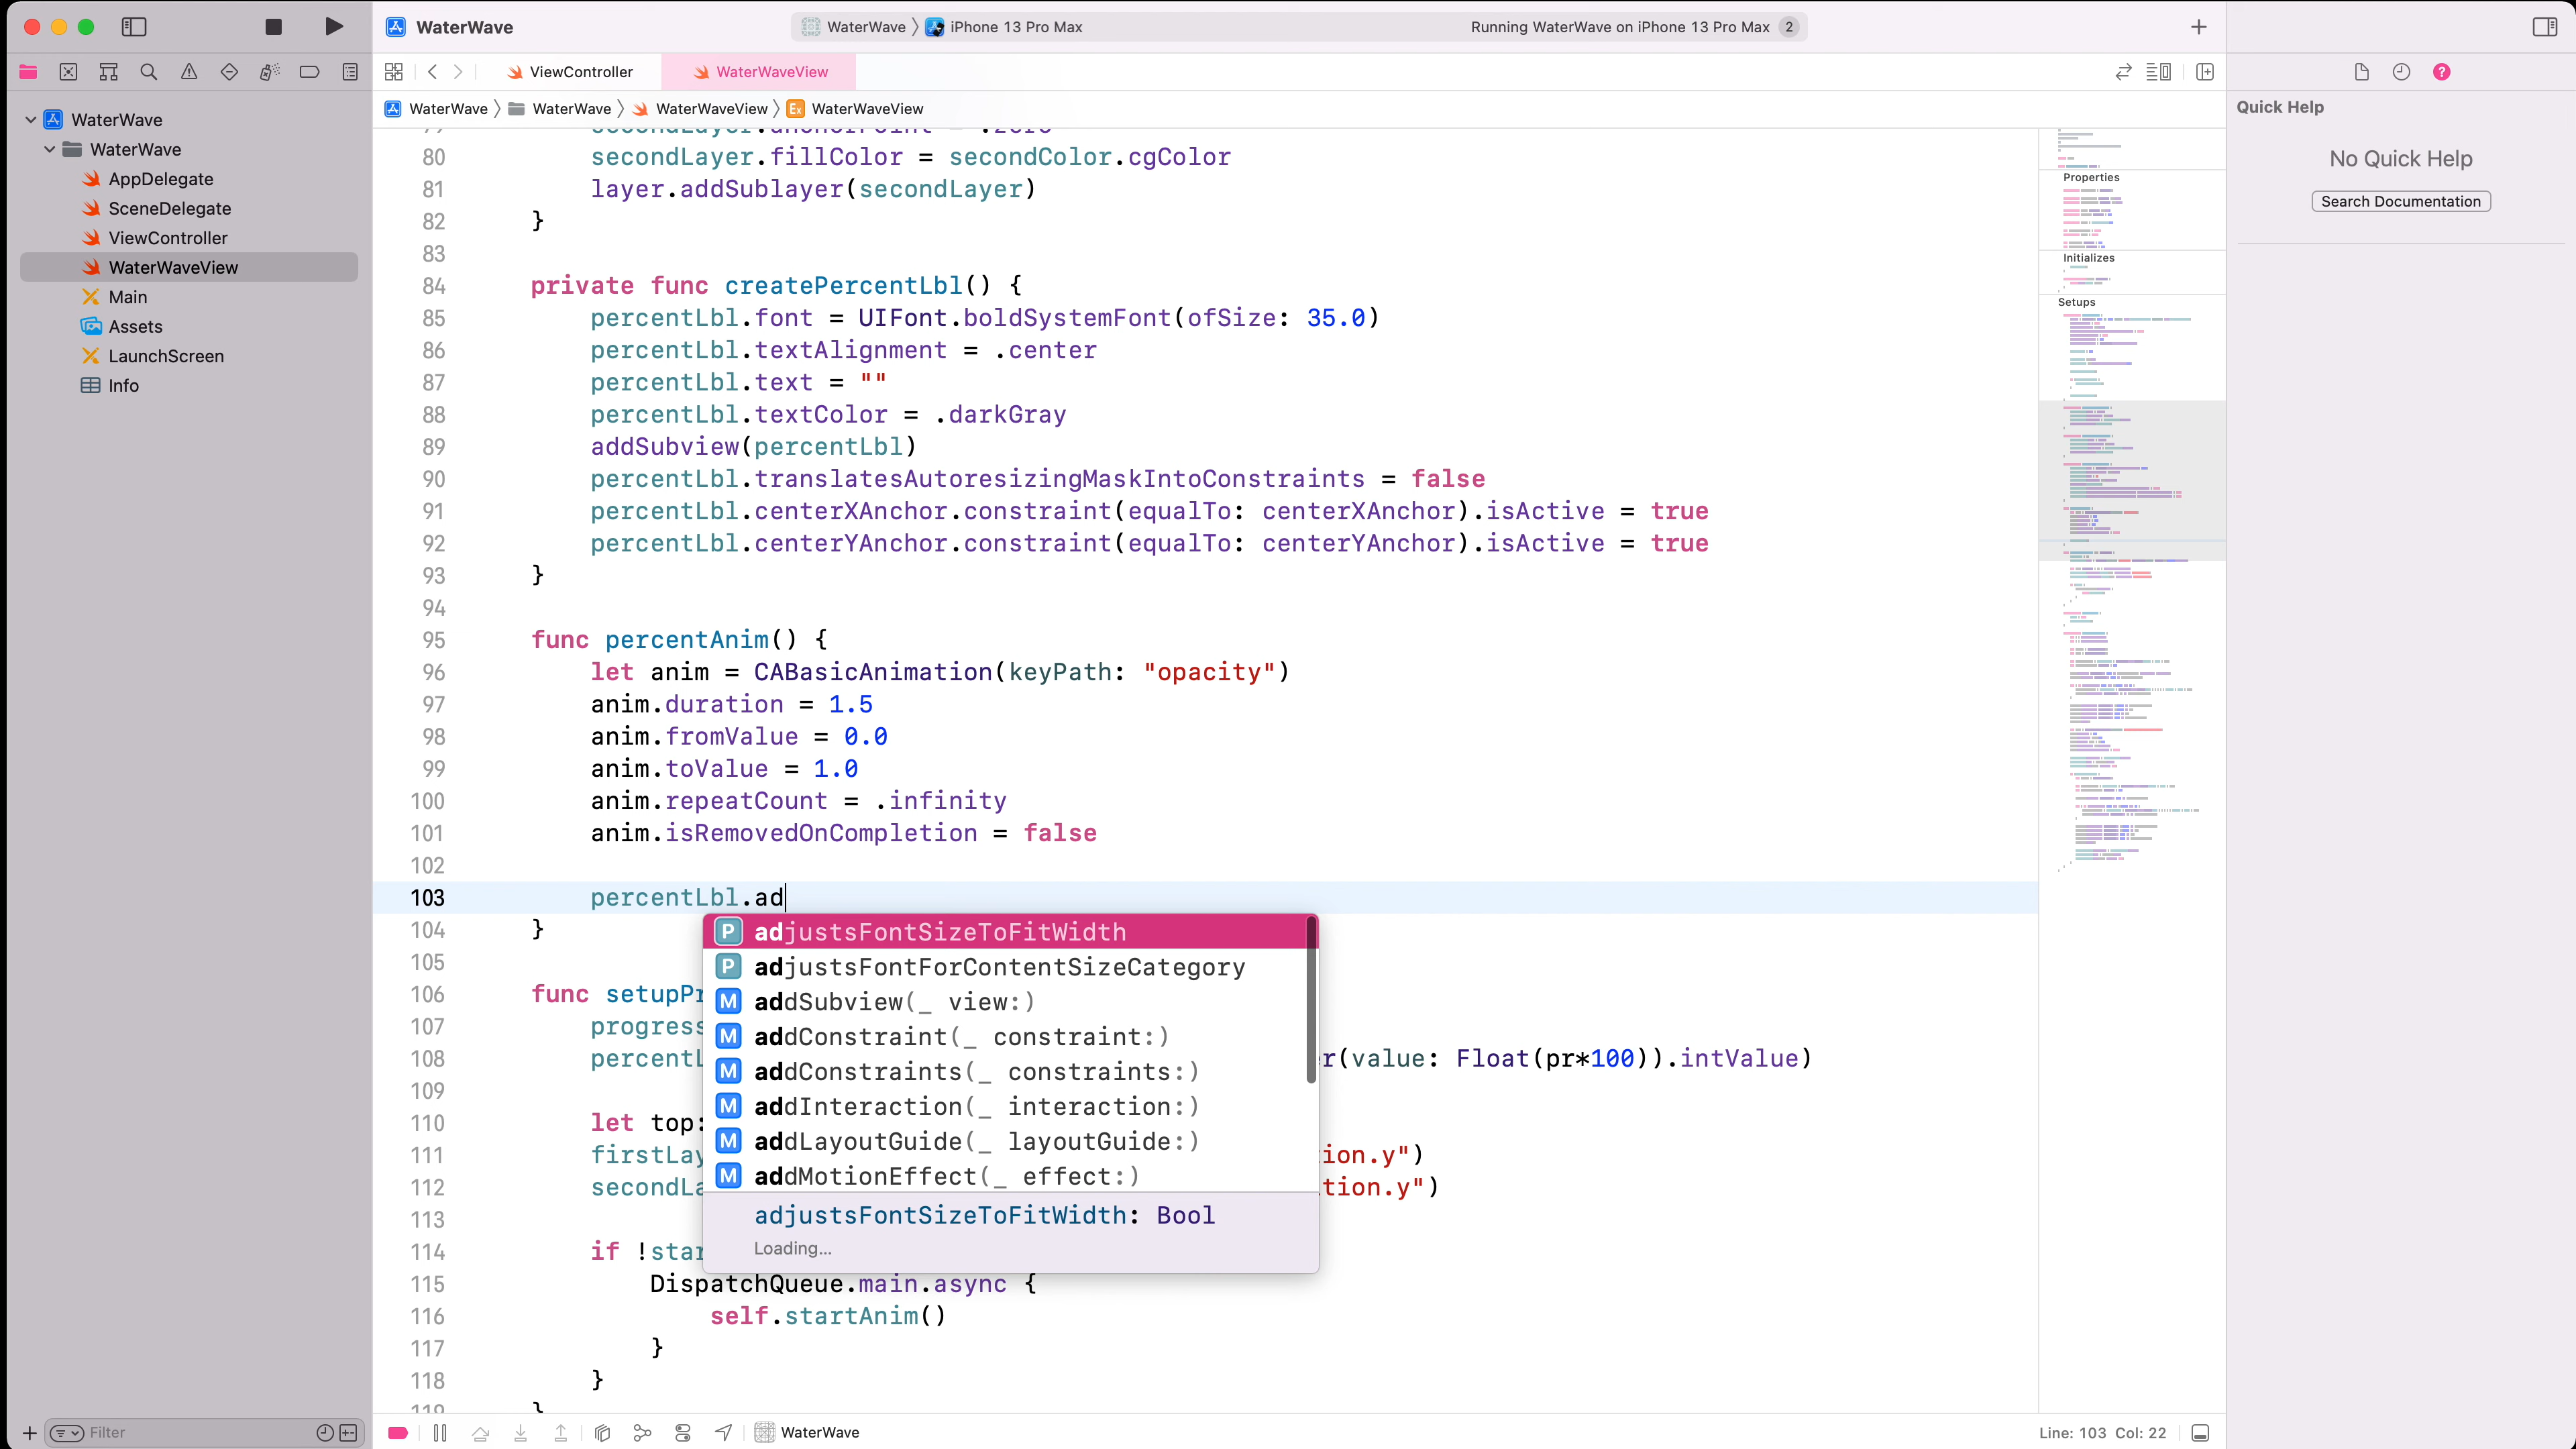 WaterWave
WaterWave
iPhone 13 Pro Max
Running WaterWave on iPhone 13 Pro Max
2
ViewController
WaterWaveView
WaterWave
WaterWave
WaterWaveView
Ex
WaterWaveView
Quick Help
No Quick Help
Search Documentation
WaterWave
WaterWave
AppDelegate
SceneDelegate
ViewController
WaterWaveView
Main
Assets
LaunchScreen
Info
Filter
79 secondLayer.anchorPoint = .zero
80 secondLayer.fillColor = secondColor.cgColor
81 layer.addSublayer(secondLayer)
82 }
83
84 private func createPercentLbl() {
85 percentLbl.font = UIFont.boldSystemFont(ofSize: 35.0)
86 percentLbl.textAlignment = .center
87 percentLbl.text = ""
88 percentLbl.textColor = .darkGray
89 addSubview(percentLbl)
90 percentLbl.translatesAutoresizingMaskIntoConstraints = false
91 percentLbl.centerXAnchor.constraint(equalTo: centerXAnchor).isActive = true
92 percentLbl.centerYAnchor.constraint(equalTo: centerYAnchor).isActive = true
93 }
94
95 func percentAnim() {
96 let anim = CABasicAnimation(keyPath: "opacity")
97 anim.duration = 1.5
98 anim.fromValue = 0.0
99 anim.toValue = 1.0
100 anim.repeatCount = .infinity
101 anim.isRemovedOnCompletion = false
102
103 percentLbl.ad
104 }
105
106 func setupPr
107 progress
108 percentL r(value: Float(pr*100)).intValue)
109
110 let top:
111 firstLay ion.y")
112 secondLa tion.y")
113
114 if !star
115 DispatchQueue.main.async {
116 self.startAnim()
117 }
118 }
119 }
P adjustsFontSizeToFitWidth
P adjustsFontForContentSizeCategory
M addSubview(_ view:)
M addConstraint(_ constraint:)
M addConstraints(_ constraints:)
M addInteraction(_ interaction:)
M addLayoutGuide(_ layoutGuide:)
M addMotionEffect(_ effect:)
adjustsFontSizeToFitWidth: Bool
Loading...
Properties
Initializes
Setups
WaterWave
Line: 103 Col: 22